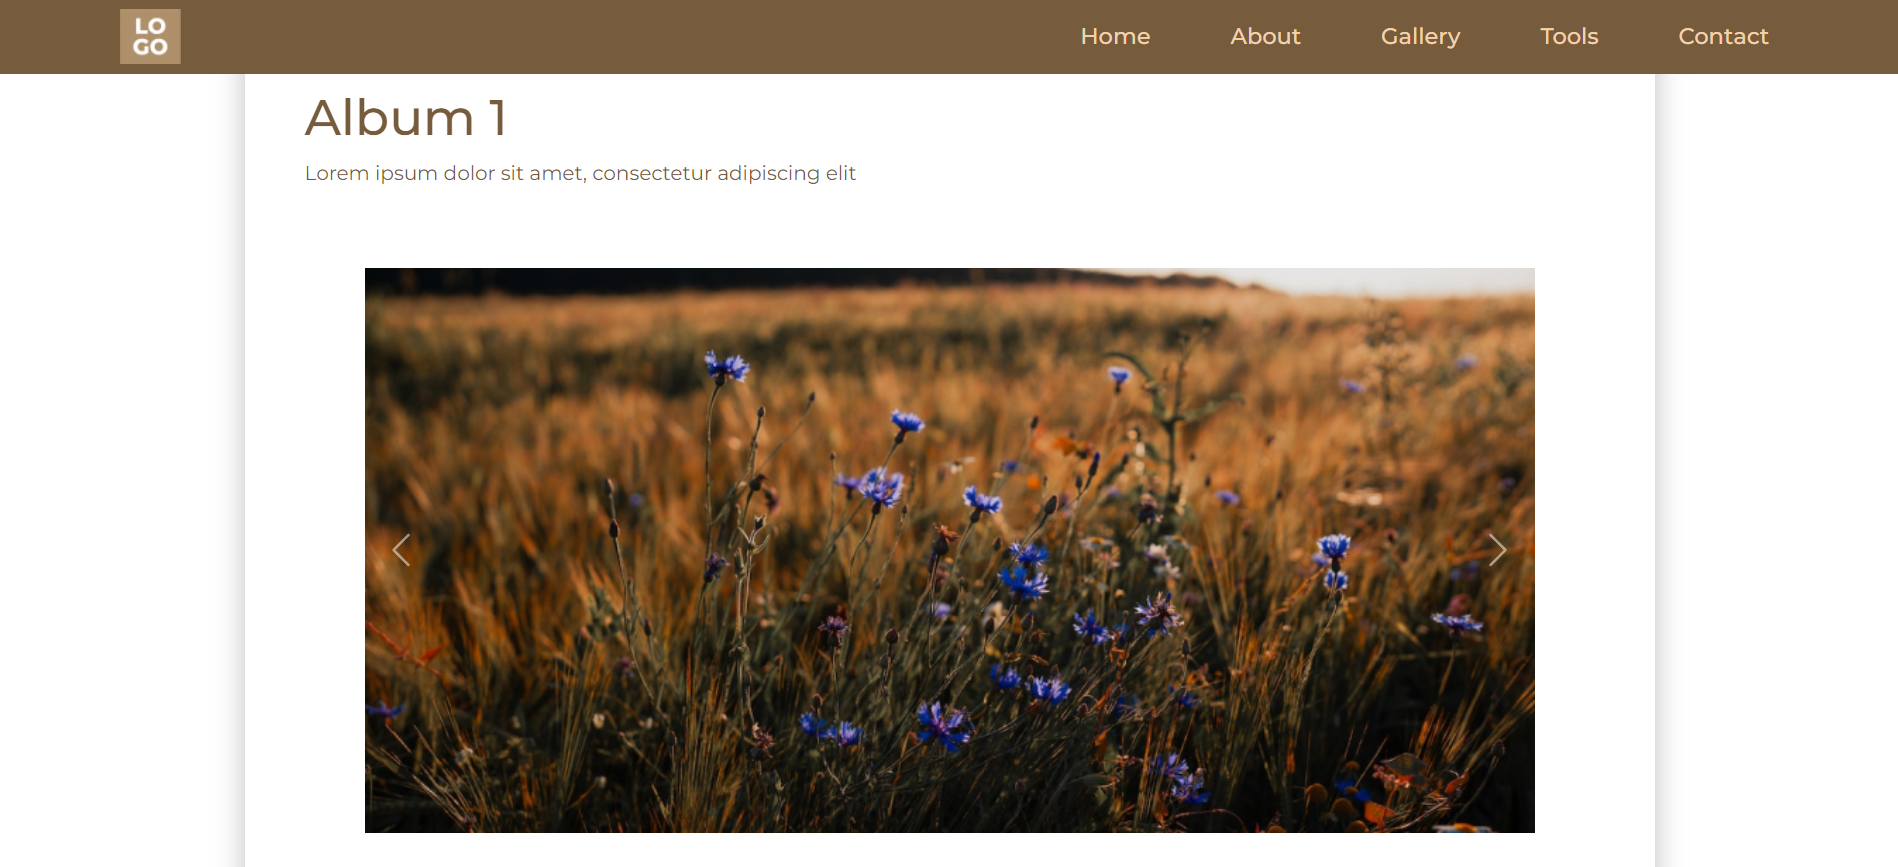 LO
GO
Home About Gallery Tools Contact
Album 1
Lorem ipsum dolor sit amet, consectetur adipiscing elit